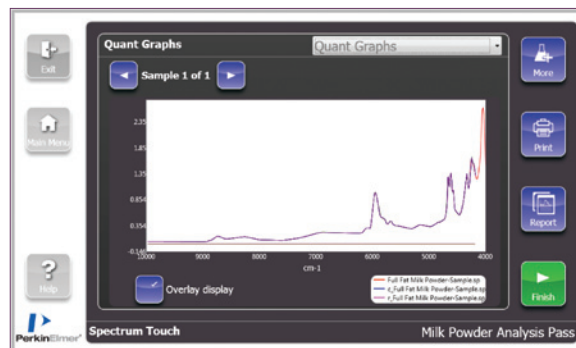 Exit
Main Menu
?
Help
PerkinElmer
Quant Graphs
Quant Graphs
Sample 1 of 1
2.35
1.85
1.35
0.854
0.354
-0.146
10000 9000 8000 7000 6000 5000 4000
cm-1
Overlay display
Full Fat Milk Powder-Sample.sp
c_Full Fat Milk Powder-Sample.sp
r_Full Fat Milk Powder-Sample.sp
More
Print
Report
Finish
Spectrum Touch
Milk Powder Analysis Pass